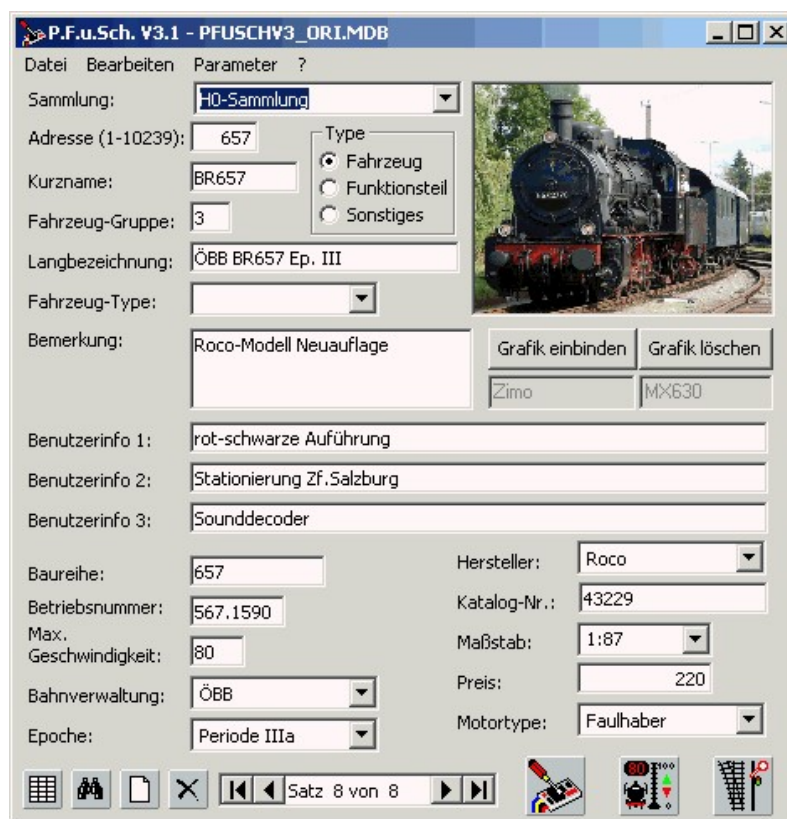 P.F.u.Sch. V3.1 - PFUSCHV3_ORI.MDB
Datei Bearbeiten Parameter ?
Sammlung: H0-Sammlung
Adresse (1-10239): 657
Type
Fahrzeug
Funktionsteil
Sonstiges
Kurzname: BR657
Fahrzeug-Gruppe: 3
Langbezeichnung: ÖBB BR657 Ep. III
Fahrzeug-Type:
Bemerkung: Roco-Modell Neuauflage
Grafik einbinden Grafik löschen
Zimo MX630
Benutzerinfo 1: rot-schwarze Auführung
Benutzerinfo 2: Stationierung Zf.Salzburg
Benutzerinfo 3: Sounddecoder
Baureihe: 657
Betriebsnummer: 567.1590
Max.
Geschwindigkeit: 80
Bahnverwaltung: ÖBB
Epoche: Periode IIIa
Hersteller: Roco
Katalog-Nr.: 43229
Maßstab: 1:87
Preis: 220
Motortype: Faulhaber
Satz 8 von 8
80 100
0